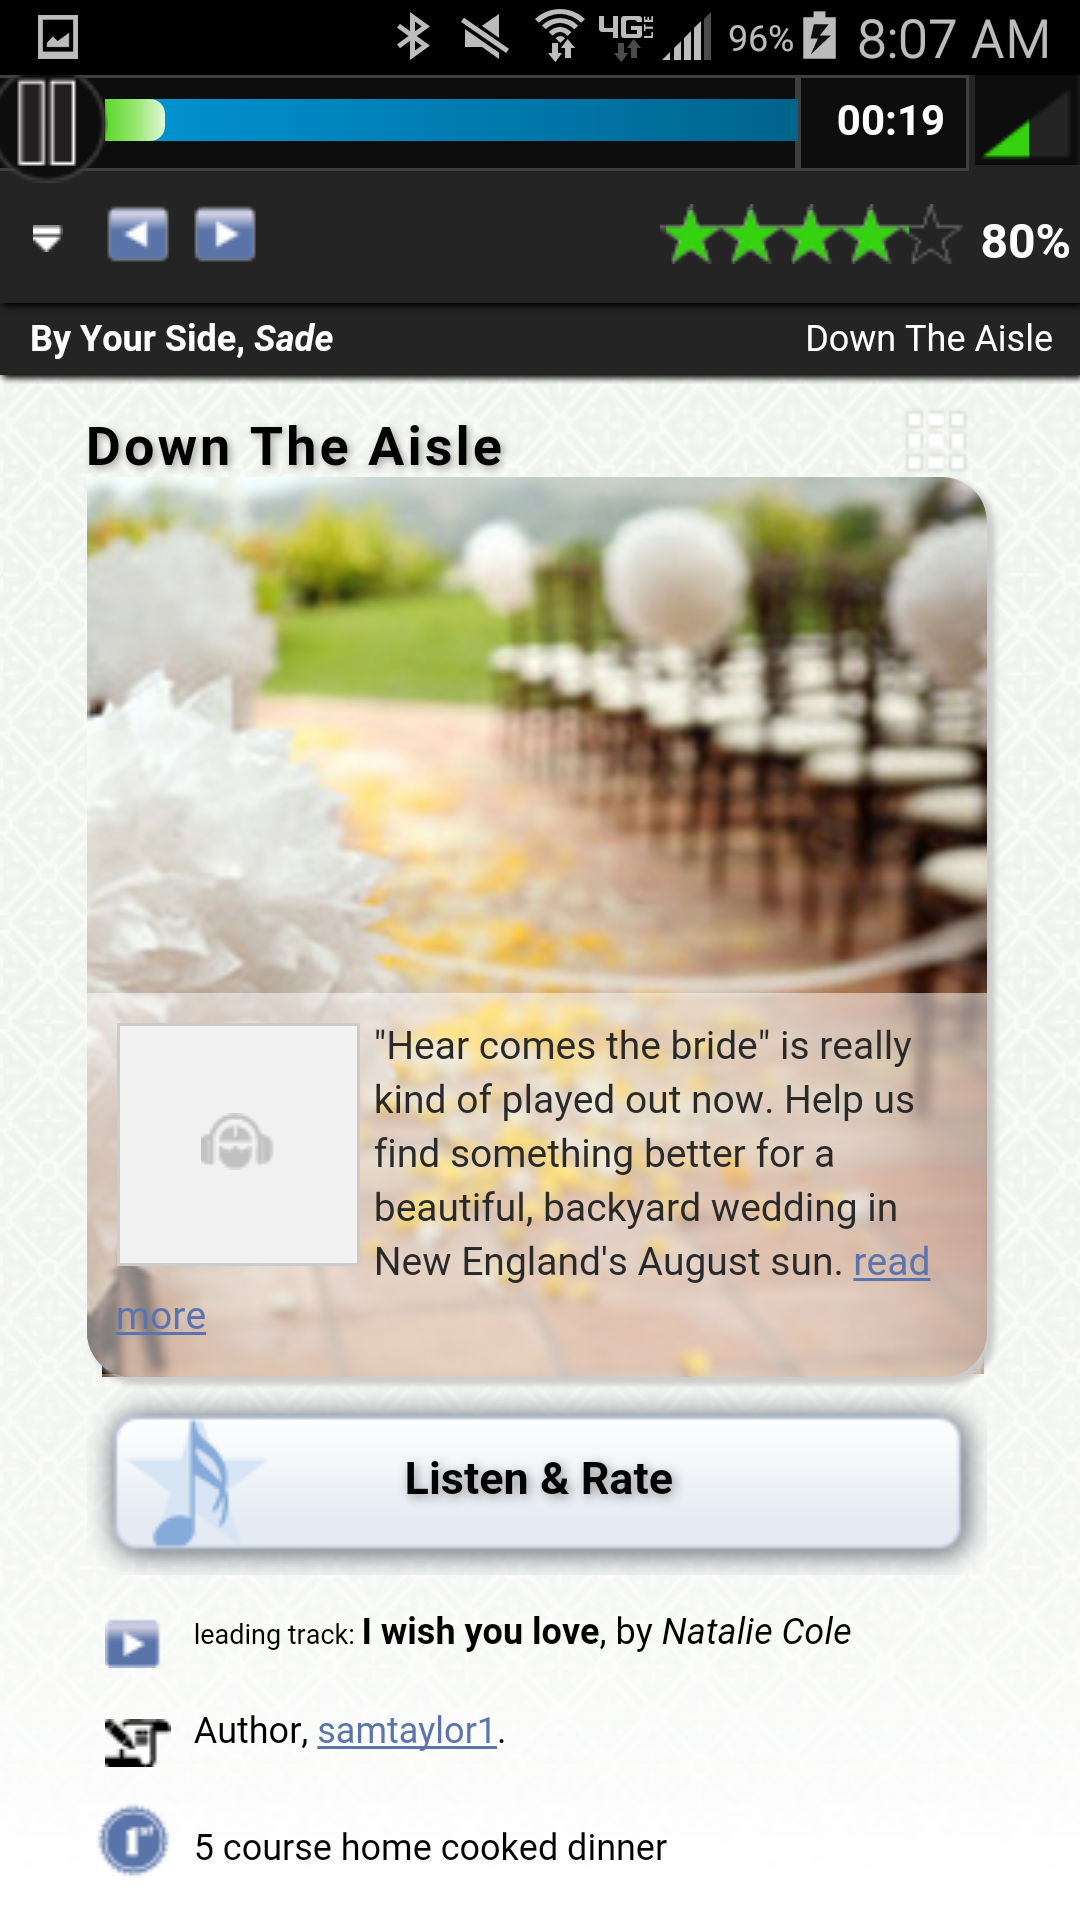 4G LTE 96% 8:07 AM
00:19
80%
By Your Side, Sade Down The Aisle
Down The Aisle
"Hear comes the bride" is really
kind of played out now. Help us
find something better for a
beautiful, backyard wedding in
New England's August sun. read
more
Listen & Rate
leading track: I wish you love, by Natalie Cole
Author, samtaylor1.
1st 5 course home cooked dinner